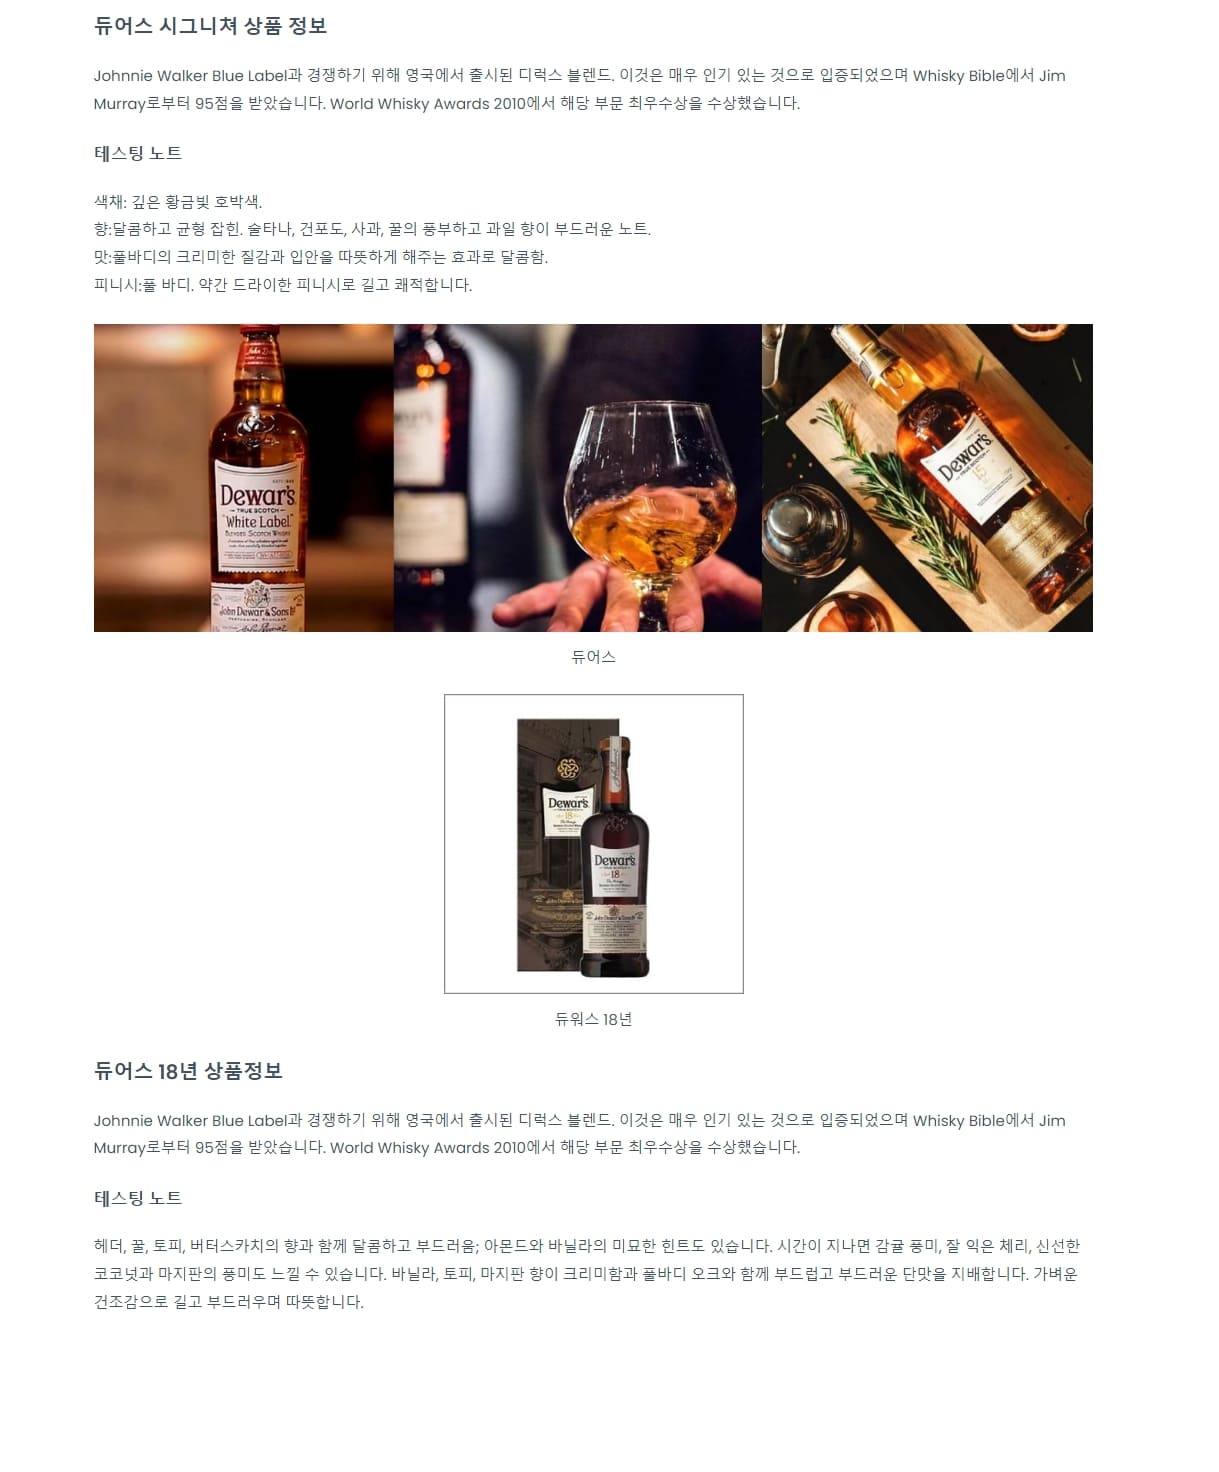 듀어스 시그니쳐 상품 정보
Johnnie Walker Blue Label과 경쟁하기 위해 영국에서 출시된 디럭스 블렌드. 이것은 매우 인기 있는 것으로 입증되었으며 Whisky Bible에서 Jim
Murray로부터 95점을 받았습니다. World Whisky Awards 2010에서 해당 부문 최우수상을 수상했습니다.
테스팅 노트
색채: 깊은 황금빛 호박색.
향:달콤하고 균형 잡힌. 술타나, 건포도, 사과, 꿀의 풍부하고 과일 향이 부드러운 노트.
맛:풀바디의 크리미한 질감과 입안을 따뜻하게 해주는 효과로 달콤함.
피니시:풀 바디. 약간 드라이한 피니시로 길고 쾌적합니다.
Dewar's
TRUE SCOTCH
"White Label"
BLENDED SCOTCH WHISKY
John Dewar & Sons Ltd
Dewar's
TRUE SCOTCH
15
듀어스
Dewar's
18
Dewar's
TRUE SCOTCH
18
John Dewar & Sons Ltd
듀워스 18년
듀어스 18년 상품정보
Johnnie Walker Blue Label과 경쟁하기 위해 영국에서 출시된 디럭스 블렌드. 이것은 매우 인기 있는 것으로 입증되었으며 Whisky Bible에서 Jim
Murray로부터 95점을 받았습니다. World Whisky Awards 2010에서 해당 부문 최우수상을 수상했습니다.
테스팅 노트
헤더, 꿀, 토피, 버터스카치의 향과 함께 달콤하고 부드러움; 아몬드와 바닐라의 미묘한 힌트도 있습니다. 시간이 지나면 감귤 풍미, 잘 익은 체리, 신선한
코코넛과 마지판의 풍미도 느낄 수 있습니다. 바닐라, 토피, 마지판 향이 크리미함과 풀바디 오크와 함께 부드럽고 부드러운 단맛을 지배합니다. 가벼운
건조감으로 길고 부드러우며 따뜻합니다.